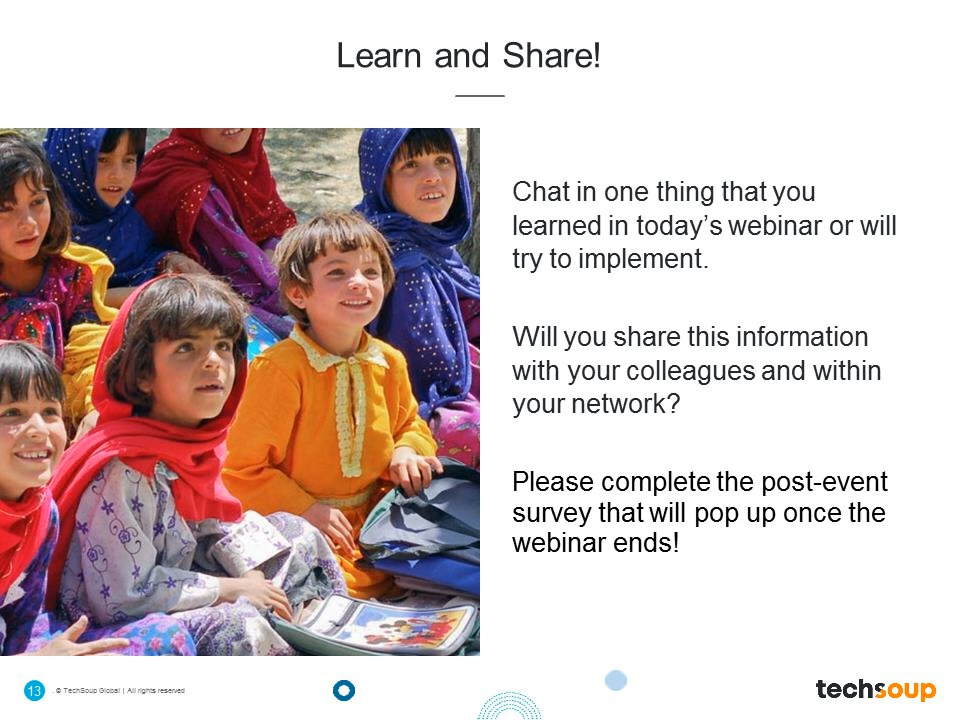 Learn and Share!
Chat in one thing that you
learned in today’s webinar or will
try to implement.
Will you share this information
with your colleagues and within
your network?
Please complete the post-event
survey that will pop up once the
webinar ends!
13 . © TechSoup Global | All rights reserved
techsoup